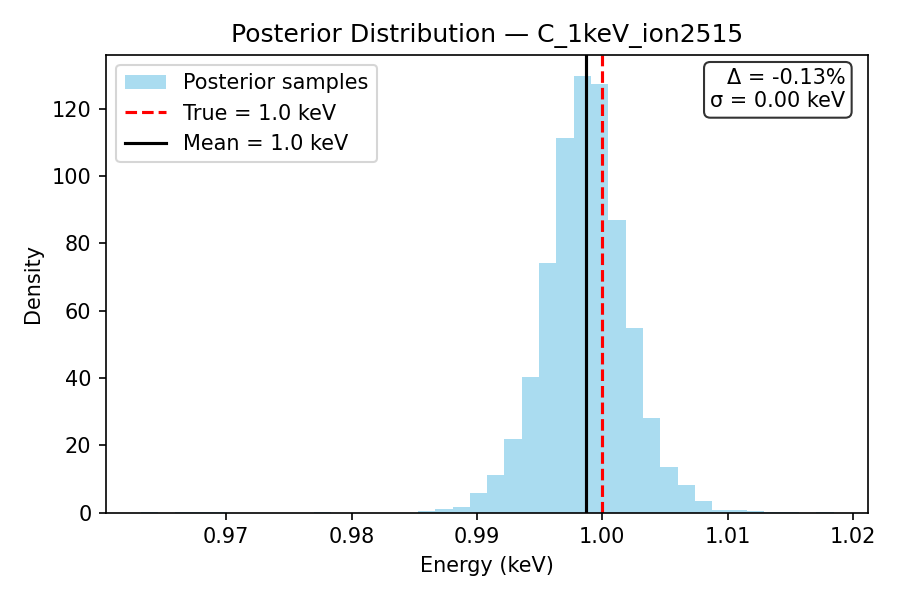 Posterior Distribution — C_1keV_ion2515
Posterior samples
True = 1.0 keV
Mean = 1.0 keV
Δ = -0.13%
σ = 0.00 keV
Density
120
100
80
60
40
20
0
0.97 0.98 0.99 1.00 1.01 1.02
Energy (keV)